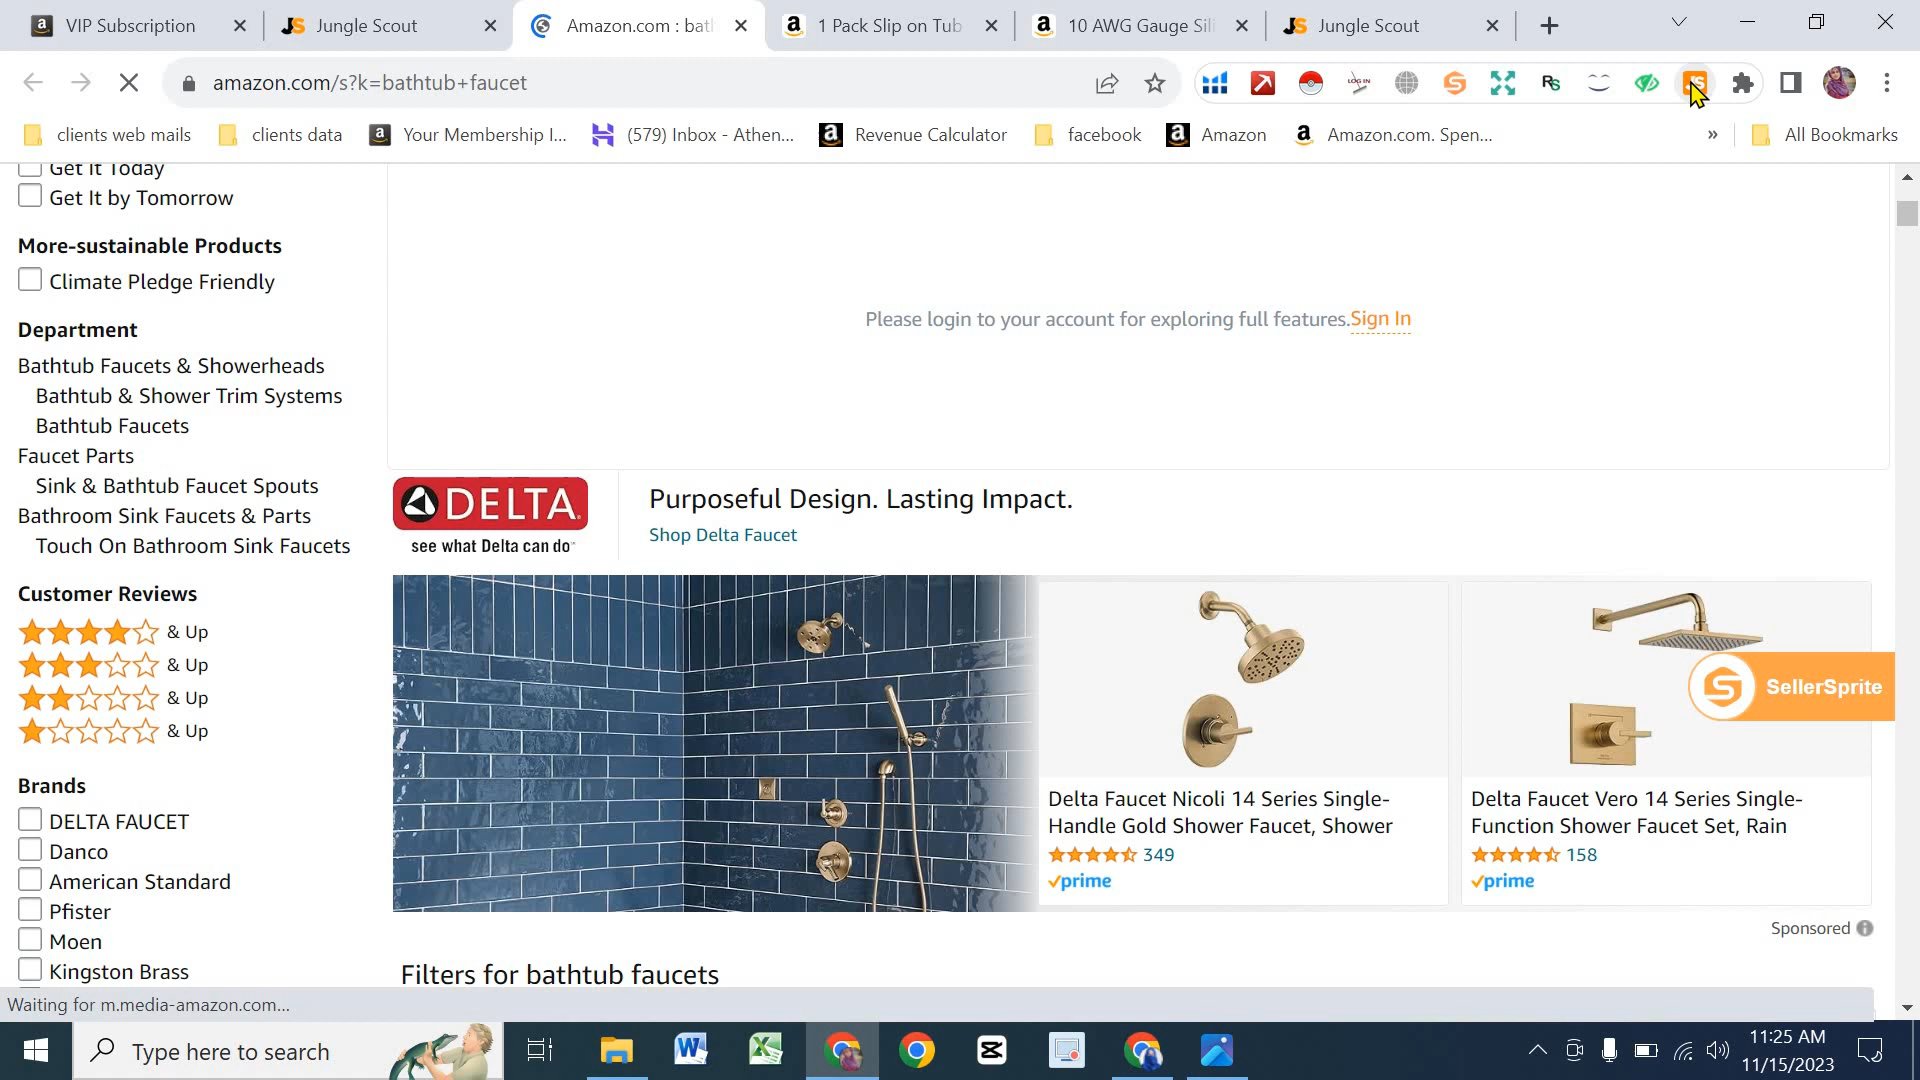 VIP Subscription
Jungle Scout
Amazon.com : bat
1 Pack Slip on Tub
10 AWG Gauge Sili
Jungle Scout
amazon.com/s?k=bathtub+faucet
LOG IN
RS
JS
clients web mails
clients data
Your Membership I...
(579) Inbox - Athen...
Revenue Calculator
facebook
Amazon
Amazon.com. Spen...
»
All Bookmarks
Get It Today
Get It by Tomorrow
More-sustainable Products
Climate Pledge Friendly
Department
Bathtub Faucets & Showerheads
Bathtub & Shower Trim Systems
Bathtub Faucets
Faucet Parts
Sink & Bathtub Faucet Spouts
Bathroom Sink Faucets & Parts
Touch On Bathroom Sink Faucets
Customer Reviews
& Up
& Up
& Up
& Up
Brands
DELTA FAUCET
Danco
American Standard
Pfister
Moen
Kingston Brass
Please login to your account for exploring full features.Sign In
DELTA
see what Delta can do
Purposeful Design. Lasting Impact.
Shop Delta Faucet
SellerSprite
Delta Faucet Nicoli 14 Series Single-
Handle Gold Shower Faucet, Shower
349
prime
Delta Faucet Vero 14 Series Single-
Function Shower Faucet Set, Rain
158
prime
Sponsored
Filters for bathtub faucets
Waiting for m.media-amazon.com...
Type here to search
11:25 AM
11/15/2023